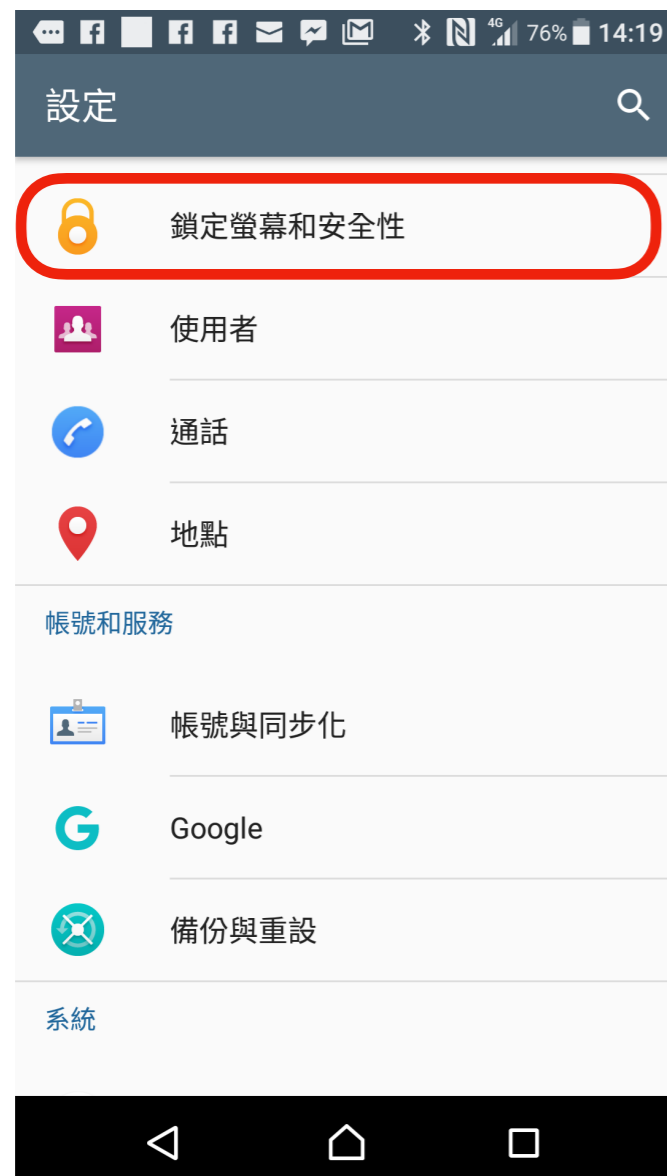 4G 76% 14:19
設定
鎖定螢幕和安全性
使用者
通話
地點
帳號和服務
帳號與同步化
Google
備份與重設
系統